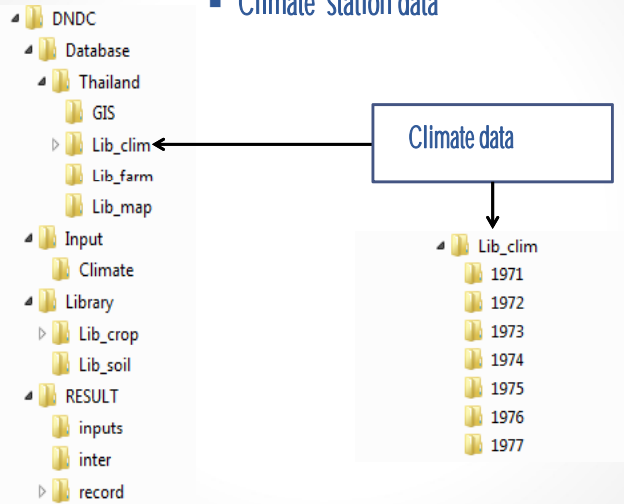 Climate station data
DNDC
Database
Thailand
GIS
Lib_clim
Lib_farm
Lib_map
Input
Climate
Library
Lib_crop
Lib_soil
RESULT
inputs
inter
record
Climate data
Lib_clim
1971
1972
1973
1974
1975
1976
1977